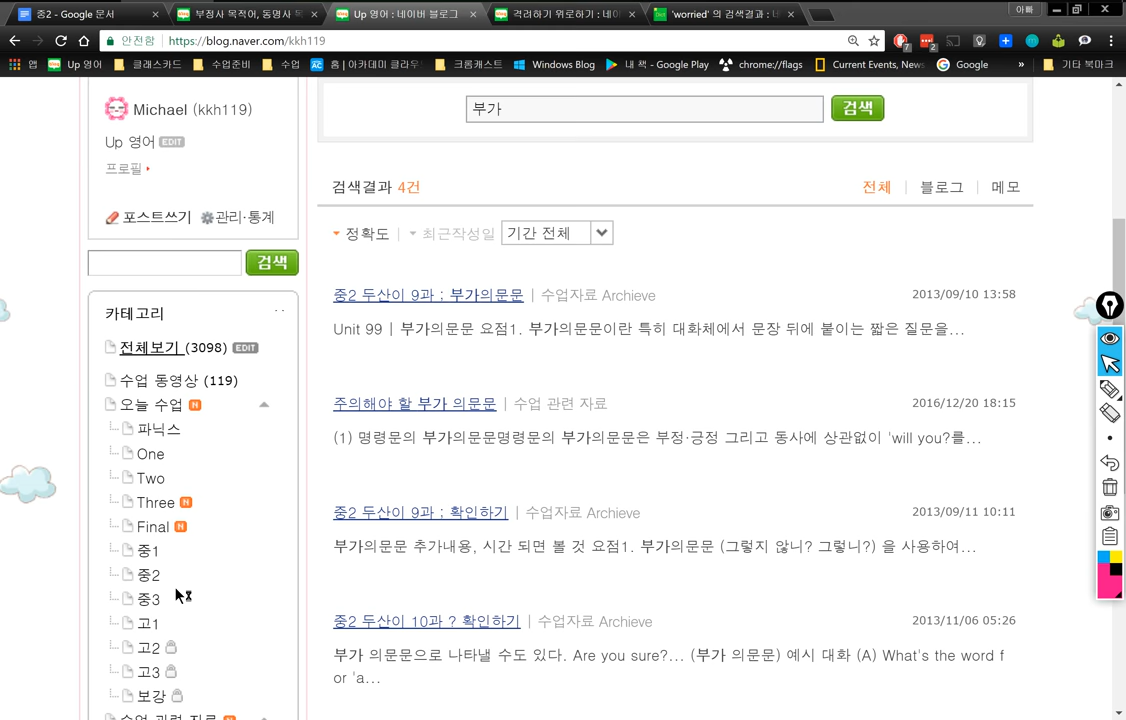 중2 - Google 문서
부정사 목적어, 동명사 목
Up 영어 : 네이버 블로그
격려하기 위로하기 : 네이
'worried' 의 검색결과 : 네
아빠
안전함 https://blog.naver.com/kkh119
7
2
앱
Up 영어
클래스카드
수업준비
수업
홈 | 아카데미 클라우
크롬캐스트
Windows Blog
내 책 - Google Play
chrome://flags
Current Events, News
Google
»
기타 북마크
Michael (kkh119)
Up 영어 EDIT
프로필
포스트쓰기 관리·통계
검색
카테고리
전체보기 (3098) EDIT
수업 동영상 (119)
오늘 수업 N
파닉스
One
Two
Three N
Final N
중1
중2
중3
고1
고2
고3
보강
수업 관련 자료 N
부가 검색
검색결과 4건 전체 | 블로그 | 메모
정확도 | 최근작성일 기간 전체
중2 두산이 9과 : 부가의문문 | 수업자료 Archieve 2013/09/10 13:58
Unit 99 | 부가의문문 요점1. 부가의문문이란 특히 대화체에서 문장 뒤에 붙이는 짧은 질문을...
주의해야 할 부가 의문문 | 수업 관련 자료 2016/12/20 18:15
(1) 명령문의 부가의문문명령문의 부가의문문은 부정·긍정 그리고 동사에 상관없이 'will you?를...
중2 두산이 9과 : 확인하기 | 수업자료 Archieve 2013/09/11 10:11
부가의문문 추가내용, 시간 되면 볼 것 요점1. 부가의문문 (그렇지 않니? 그렇니?) 을 사용하여...
중2 두산이 10과 ? 확인하기 | 수업자료 Archieve 2013/11/06 05:26
부가 의문문으로 나타낼 수도 있다. Are you sure?... (부가 의문문) 예시 대화 (A) What's the word f
or 'a...